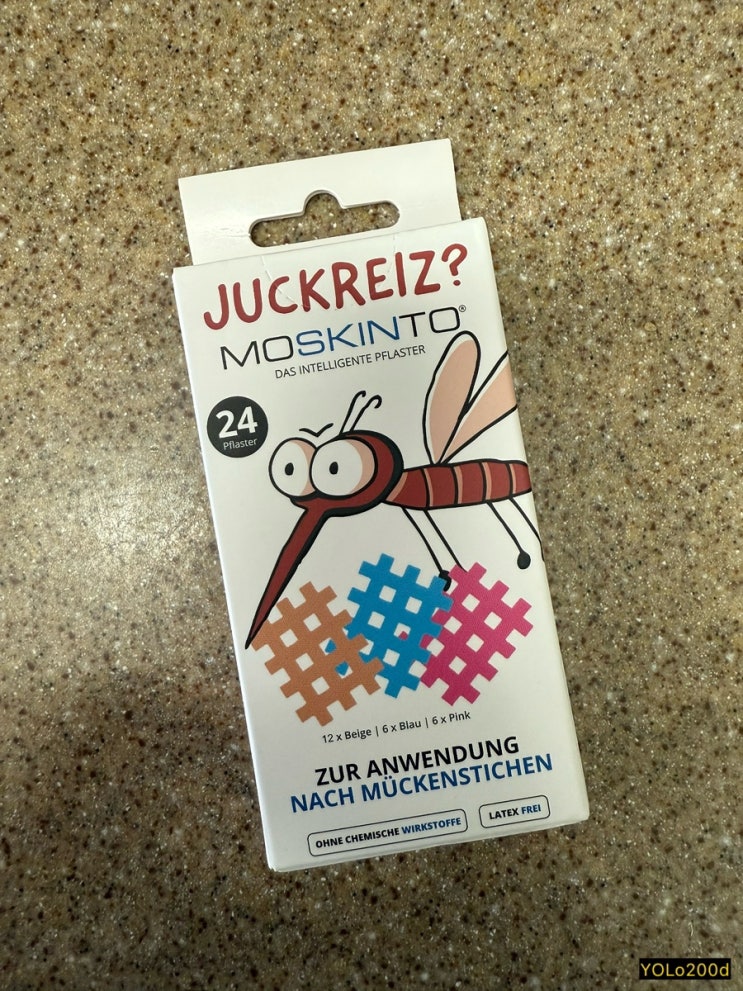 JUCKREIZ?
MOSKINTO®
DAS INTELLIGENTE PFLASTER
24
Pflaster
12 x Beige | 6 x Blau | 6 x Pink
ZUR ANWENDUNG
NACH MÜCKENSTICHEN
OHNE CHEMISCHE WIRKSTOFFE
LATEX FREI
YOLo200d